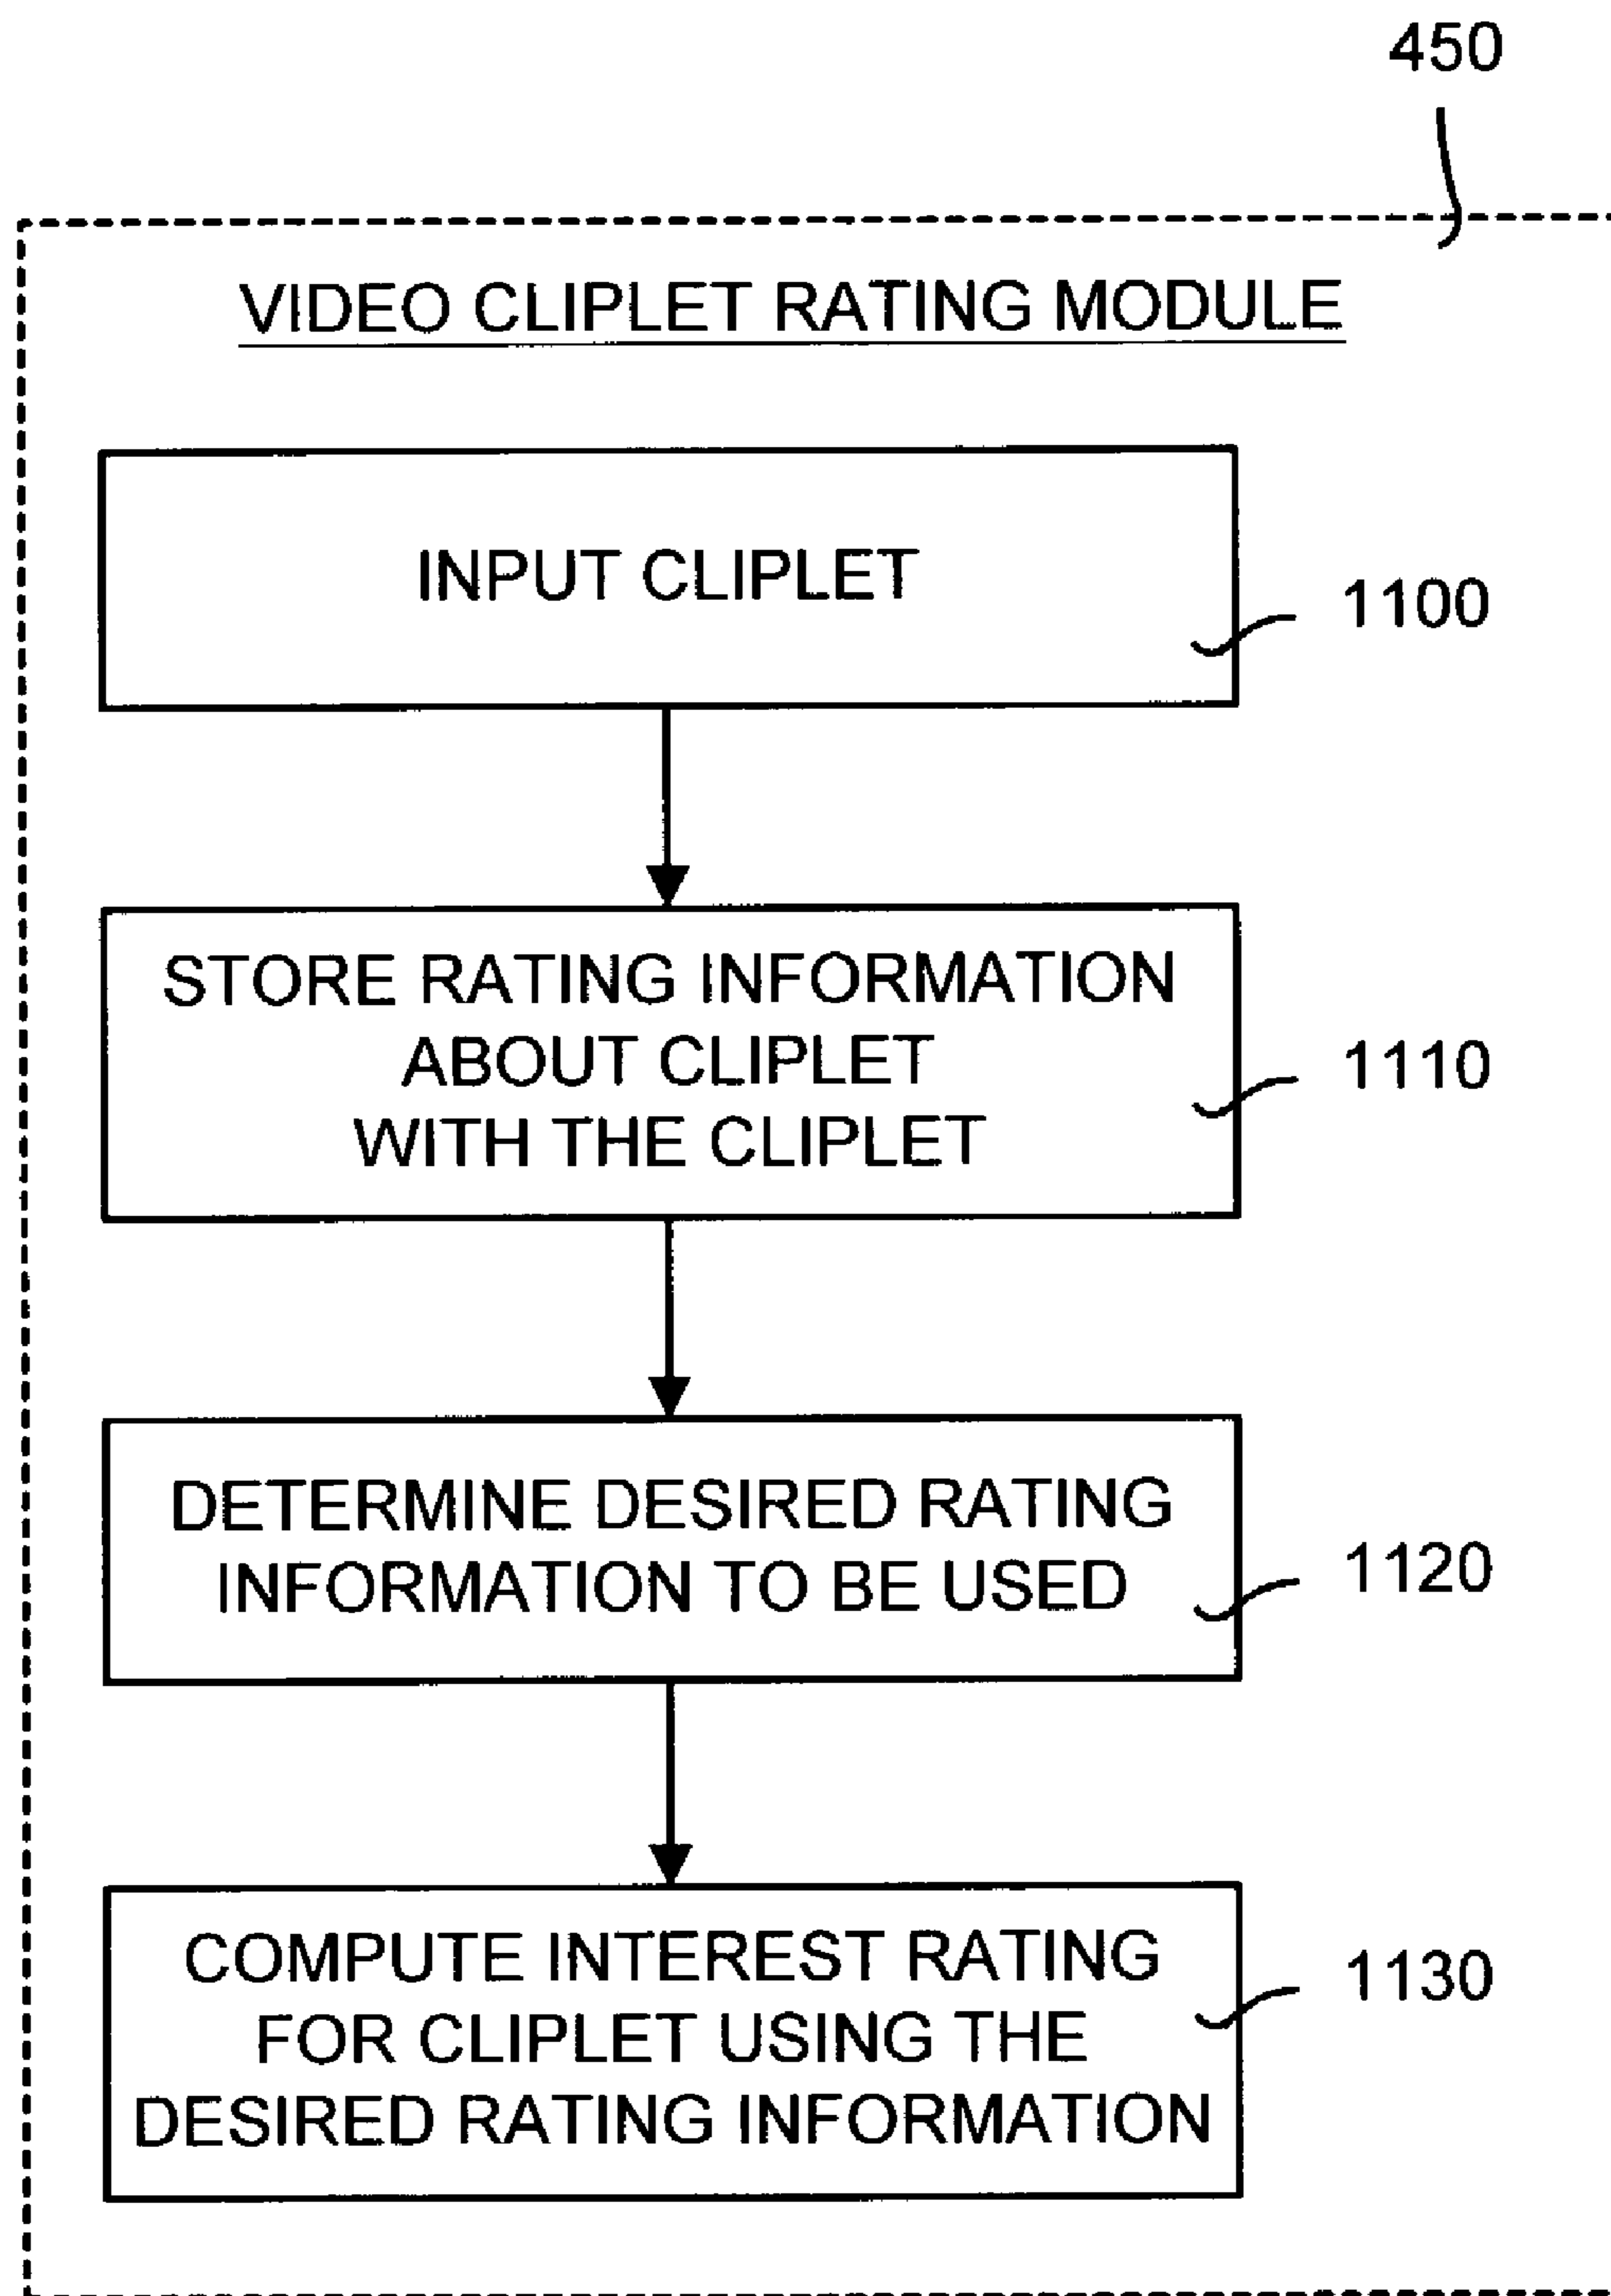 450
VIDEO CLIPLET RATING MODULE
INPUT CLIPLET
1100
STORE RATING INFORMATION
ABOUT CLIPLET
WITH THE CLIPLET
1110
DETERMINE DESIRED RATING
INFORMATION TO BE USED
1120
COMPUTE INTEREST RATING
FOR CLIPLET USING THE
DESIRED RATING INFORMATION
1130